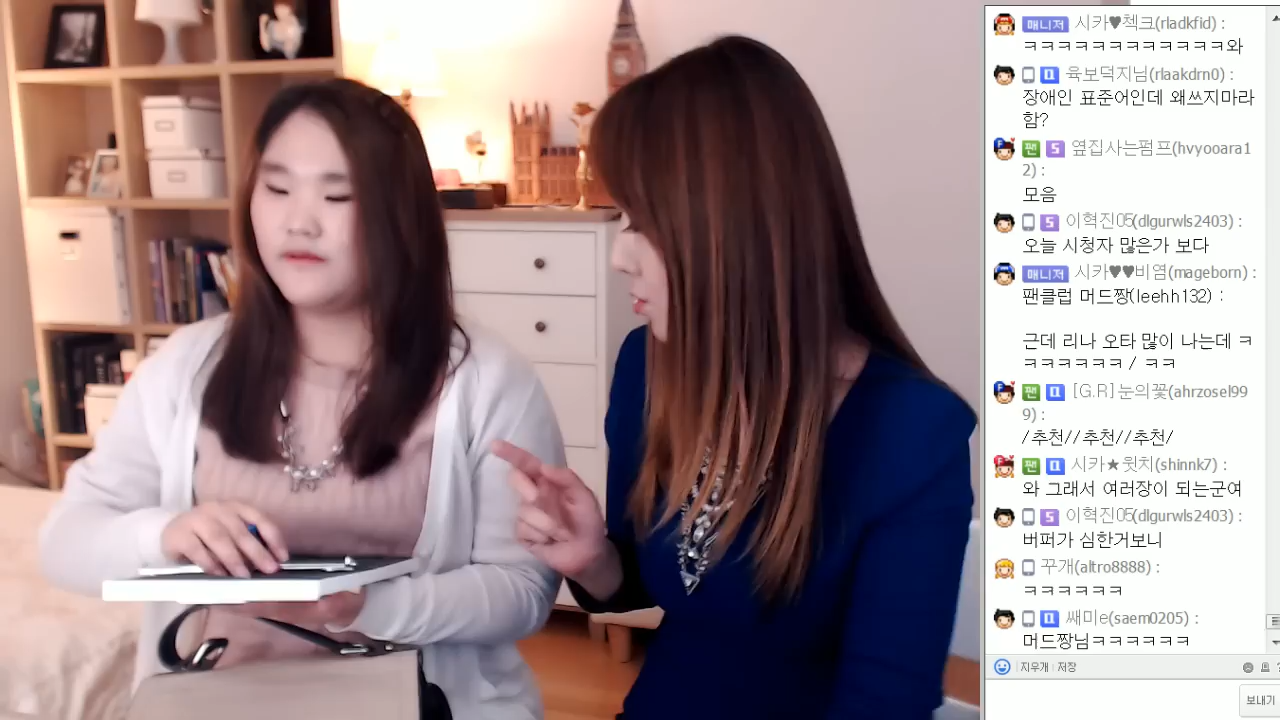 매니저 시카♥첵크(rladkfid) :
ㅋㅋㅋㅋㅋㅋㅋㅋㅋㅋㅋㅋ와
육보덕지님(rlaakdrn0) :
장애인 표준어인데 왜쓰지마라
함?
팬 S 옆집사는펌프(hvyooara1
2) :
모음
S 이혁진05(dlgurwls2403) :
오늘 시청자 많은가 보다
매니저 시카♥♥비염(mageborn) :
팬클럽 머드짱(leehh132) :
근데 리나 오타 많이 나는데 ㅋ
ㅋㅋㅋㅋㅋㅋ / ㅋㅋ
팬 [G.R]눈의꽃(ahrzosel99
9) :
/추천//추천//추천/
팬 시카★윗치(shinnk7) :
와 그래서 여러장이 되는군여
S 이혁진05(dlgurwls2403) :
버퍼가 심한거보니
꾸개(altro8888) :
ㅋㅋㅋㅋㅋㅋ
쌔미e(saem0205) :
머드짱님ㅋㅋㅋㅋㅋㅋ
지우개 저장
보내기